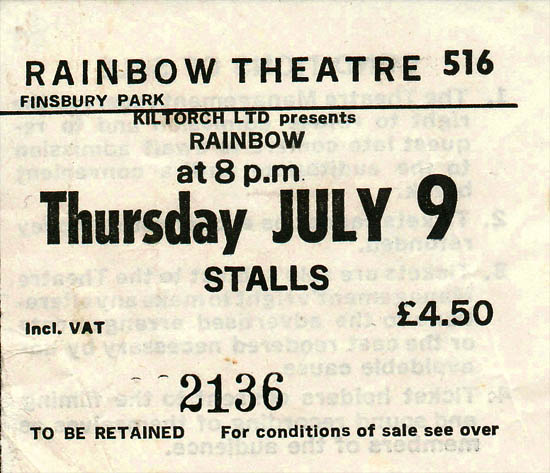 RAINBOW THEATRE 516
FINSBURY PARK
KILTORCH LTD presents
RAINBOW
at 8 p.m.
Thursday JULY 9
STALLS
£4.50
Incl. VAT
2136
TO BE RETAINED For conditions of sale see over